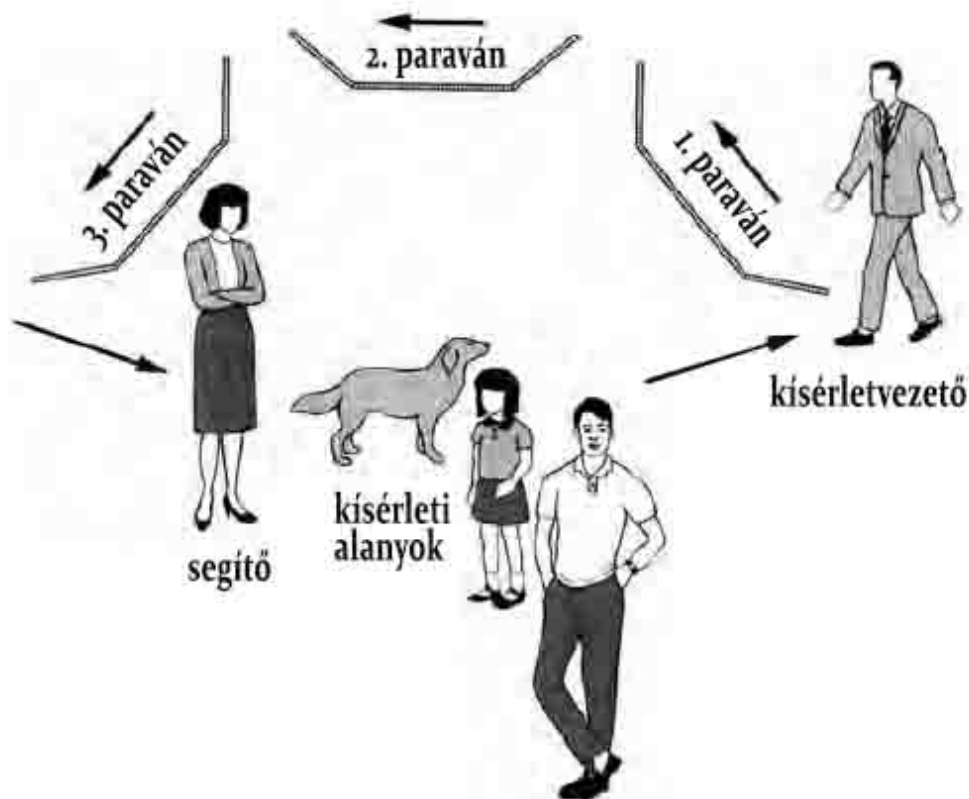 2. paraván
3. paraván
1. paraván
kísérletvezető
kísérleti
alanyok
segítő